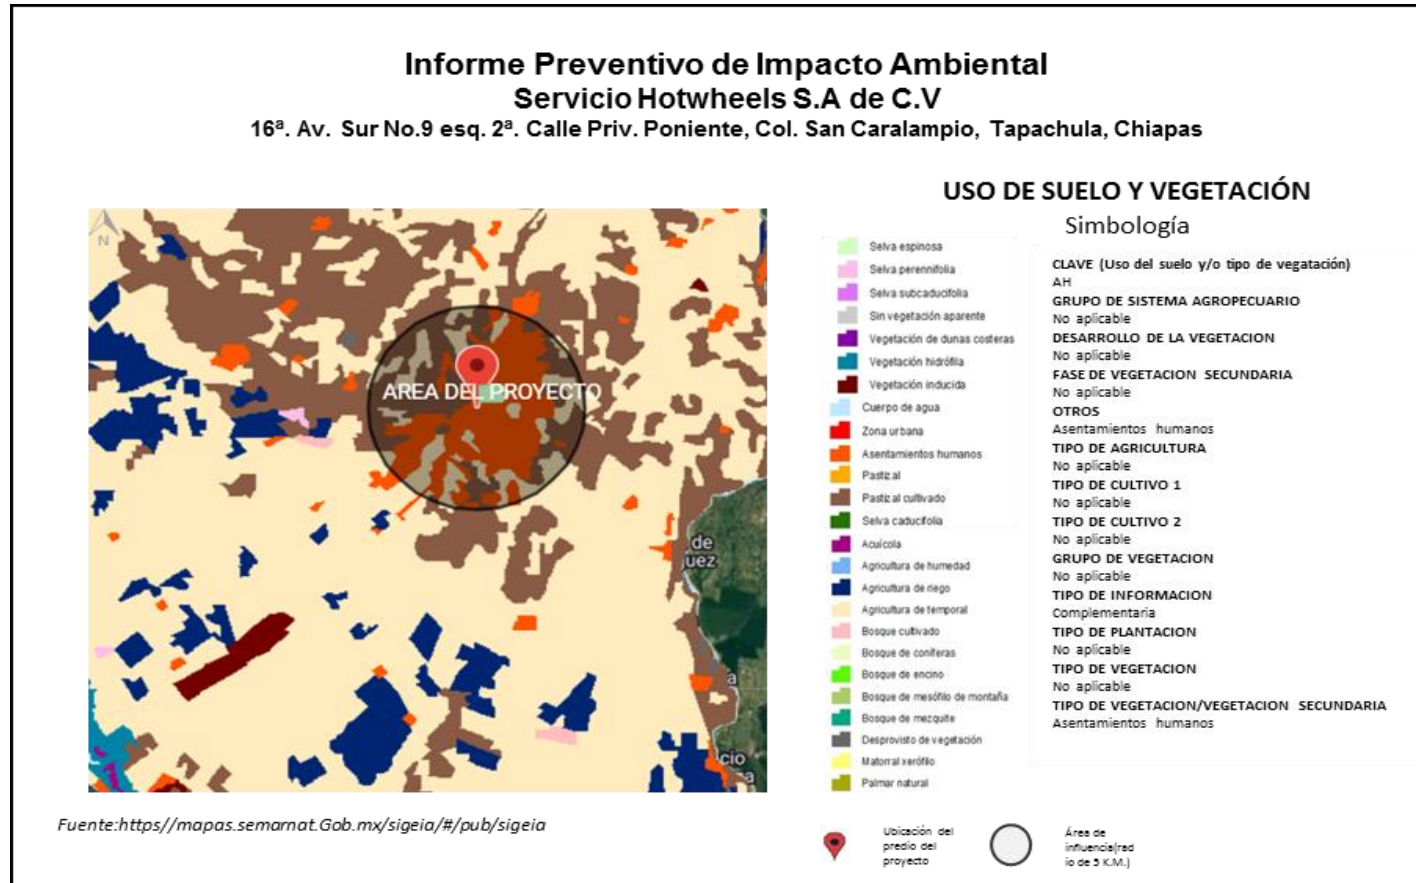 Informe Preventivo de Impacto Ambiental
Servicio Hotwheels S.A de C.V
16ª. Av. Sur No.9 esq. 2ª. Calle Priv. Poniente, Col. San Caralampio, Tapachula, Chiapas
USO DE SUELO Y VEGETACIÓN
Simbología
N
AREA DEL PROYECTO
de
uez
a
cio
a
Selva espinosa
Selva perennifolia
Selva subcaducifolia
Sin vegetación aparente
Vegetación de dunas costeras
Vegetación hidrófila
Vegetación inducida
Cuerpo de agua
Zona urbana
Asentamientos humanos
Pastizal
Pastizal cultivado
Selva caducifolia
Acuícola
Agricultura de humedad
Agricultura de riego
Agricultura de temporal
Bosque cultivado
Bosque de coníferas
Bosque de encino
Bosque de mesófilo de montaña
Bosque de mezquite
Desprovisto de vegetación
Matorral xerófilo
Palmar natural
CLAVE (Uso del suelo y/o tipo de vegatación)
AH
GRUPO DE SISTEMA AGROPECUARIO
No aplicable
DESARROLLO DE LA VEGETACION
No aplicable
FASE DE VEGETACION SECUNDARIA
No aplicable
OTROS
Asentamientos humanos
TIPO DE AGRICULTURA
No aplicable
TIPO DE CULTIVO 1
No aplicable
TIPO DE CULTIVO 2
No aplicable
GRUPO DE VEGETACION
No aplicable
TIPO DE INFORMACION
Complementaria
TIPO DE PLANTACION
No aplicable
TIPO DE VEGETACION
No aplicable
TIPO DE VEGETACION/VEGETACION SECUNDARIA
Asentamientos humanos
Fuente:https//mapas.semarnat.Gob.mx/sigeia/#/pub/sigeia
Ubicación del
predio del
proyecto
Área de
influencia(rad
io de 5 K.M.)